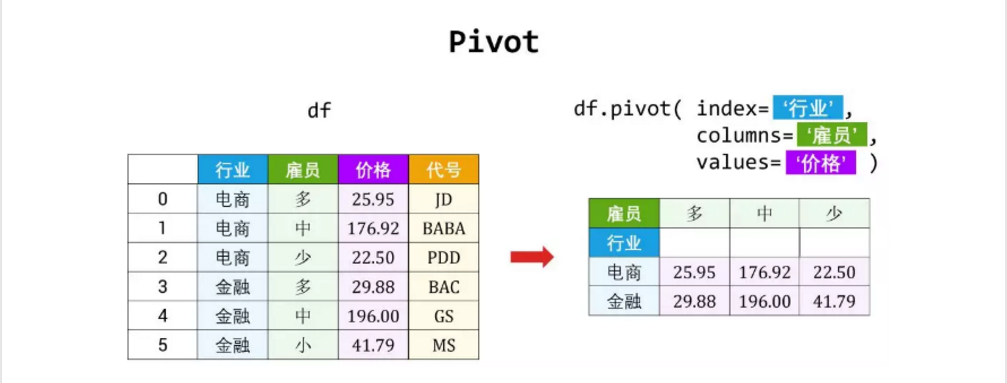 Pivot
df
df.pivot( index= ‘行业’ ,
columns= ‘雇员’ ,
values= ‘价格’ )
行业 雇员 价格 代号
0 电商 多 25.95 JD
1 电商 中 176.92 BABA
2 电商 少 22.50 PDD
3 金融 多 29.88 BAC
4 金融 中 196.00 GS
5 金融 小 41.79 MS
雇员 多 中 少
行业
电商 25.95 176.92 22.50
金融 29.88 196.00 41.79